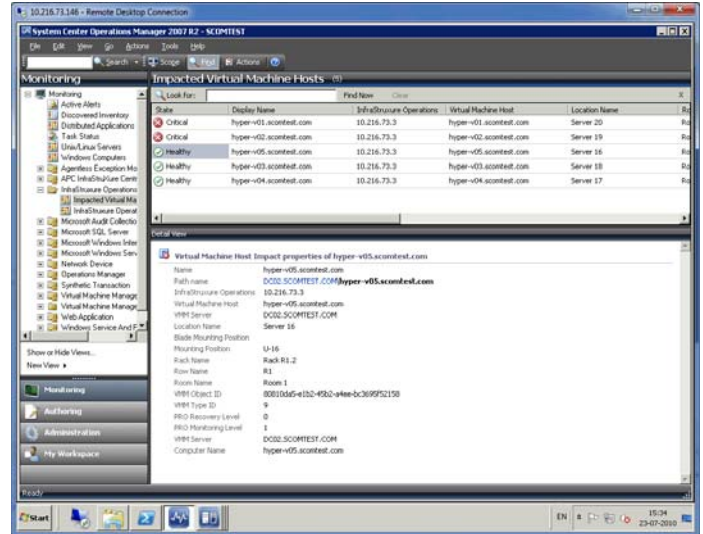 10.216.73.146 - Remote Desktop Connection
System Center Operations Manager 2007 R2 - SCOMTEST
File Edit View Go Actions Tools Help
Search Scope Find Actions
Monitoring
Monitoring
Active Alerts
Discovered Inventory
Distributed Applications
Task Status
Unix/Linux Servers
Windows Computers
Agentless Exception Mo
APC InfraStruXure Centr
InfraStruxure Operations
Impacted Virtual Ma
InfraStruxure Operat
Microsoft Audit Collectio
Microsoft SQL Server
Microsoft Windows Inter
Microsoft Windows Serv
Network Device
Operations Manager
Synthetic Transaction
Virtual Machine Manage
Virtual Machine Manage
Web Application
Windows Service And P
Show or Hide Views...
New View
Monitoring
Authoring
Administration
My Workspace
Impacted Virtual Machine Hosts (5)
Look for: Find Now Clear X
State Display Name InfraStruxure Operations Virtual Machine Host Location Name Ro
Critical hyper-v01.scomtest.com 10.216.73.3 hyper-v01.scomtest.com Server 20 Ro
Critical hyper-v02.scomtest.com 10.216.73.3 hyper-v02.scomtest.com Server 19 Ro
Healthy hyper-v05.scomtest.com 10.216.73.3 hyper-v05.scomtest.com Server 16 Ro
Healthy hyper-v03.scomtest.com 10.216.73.3 hyper-v03.scomtest.com Server 18 Ro
Healthy hyper-v04.scomtest.com 10.216.73.3 hyper-v04.scomtest.com Server 17 Ro
Detail View
Virtual Machine Host Impact properties of hyper-v05.scomtest.com
Name hyper-v05.scomtest.com
Path name DC02.SCOMTEST.COM\hyper-v05.scomtest.com
InfraStruxure Operations 10.216.73.3
Virtual Machine Host hyper-v05.scomtest.com
VMM Server DC02.SCOMTEST.COM
Location Name Server 16
Blade Mounting Position
Mounting Position U-16
Rack Name Rack R1.2
Row Name R1
Room Name Room 1
VMM Object ID 80810da5-e1b2-45b2-a4ee-bc3695f52158
VMM Type ID 9
PRO Recovery Level 0
PRO Monitoring Level 1
VMM Server DC02.SCOMTEST.COM
Computer Name hyper-v05.scomtest.com
Ready
Start EN 15:34
23-07-2010